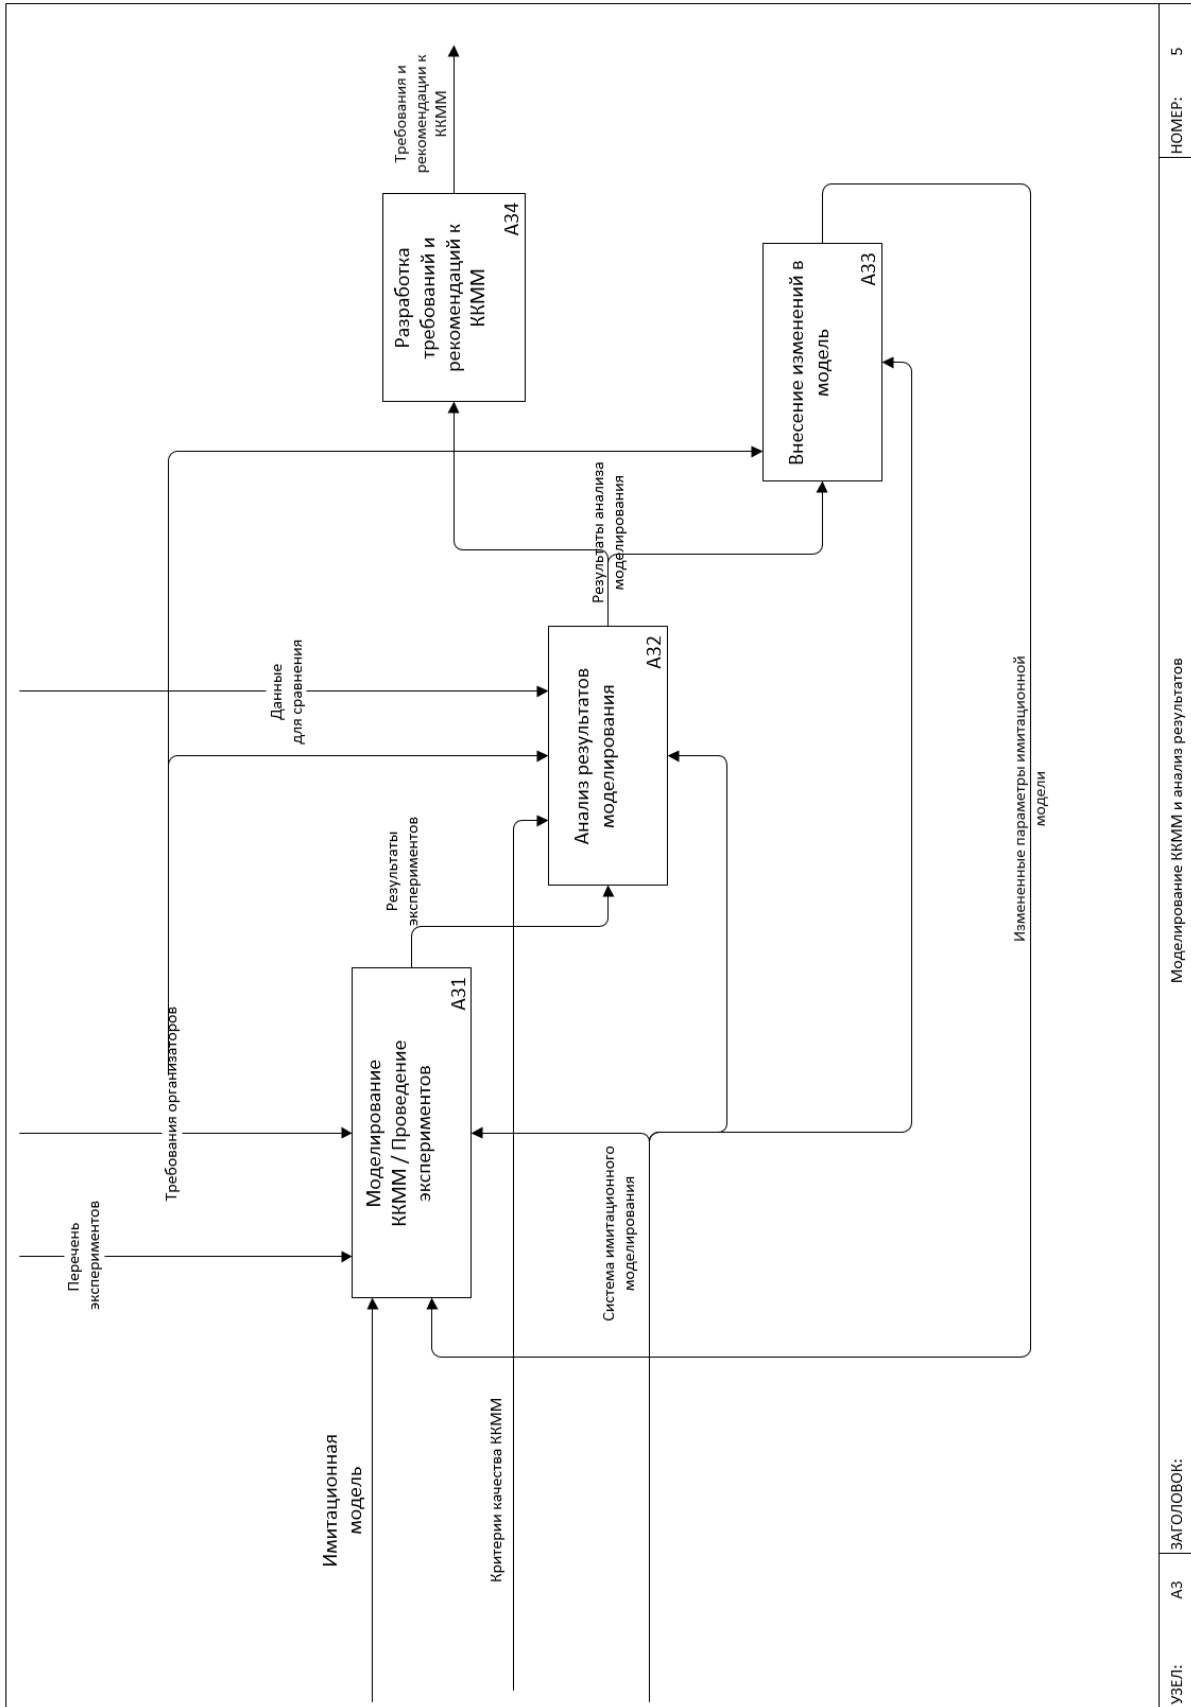 Перечень
экспериментов
Требования организаторов
Данные
для сравнения
Требования и
рекомендации к
ККММ
Имитационная
модель
Моделирование
ККММ / Проведение
экспериментов
А31
Результаты
экспериментов
Разработка
требований и
рекомендаций к
ККММ
А34
Критерии качества ККММ
Анализ результатов
моделирования
А32
Результаты анализа
моделирования
Система имитационного
моделирования
Внесение изменений в
модель
А33
Измененные параметры имитационной
модели
УЗЕЛ:
А3
ЗАГОЛОВОК:
Моделирование ККММ и анализ результатов
НОМЕР:
5